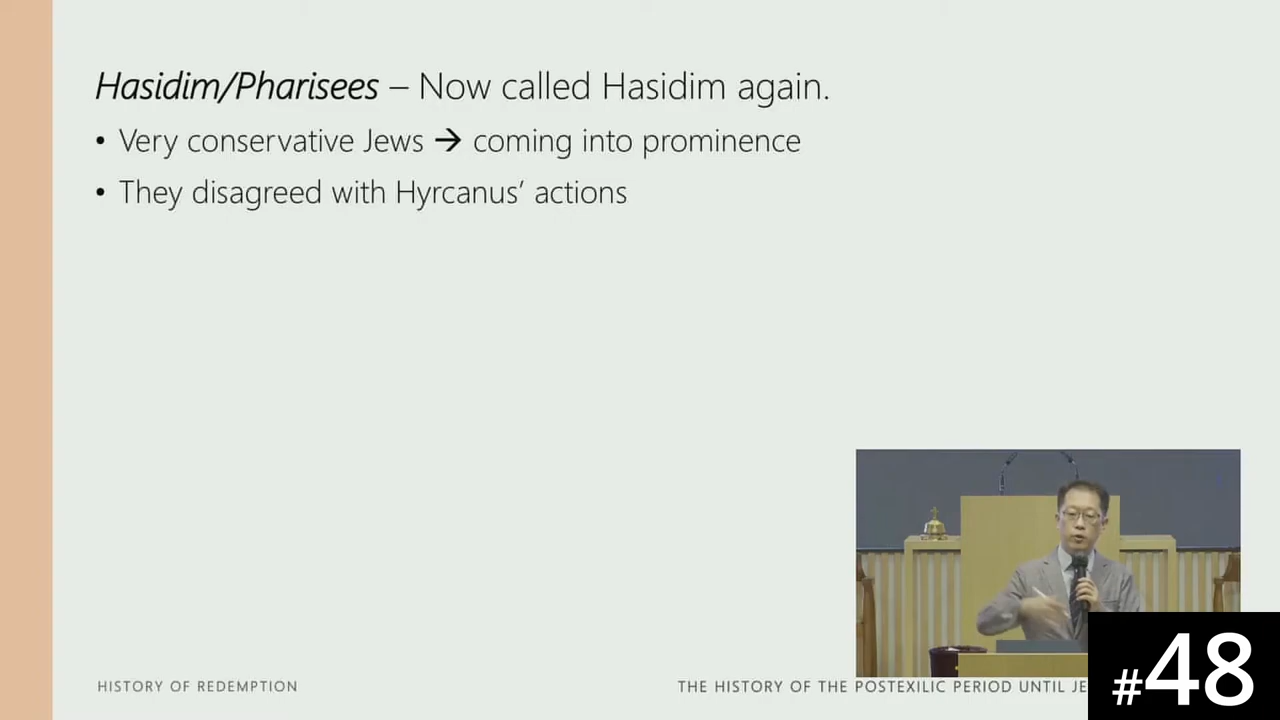 Hasidim/Pharisees – Now called Hasidim again.
• Very conservative Jews → coming into prominence
• They disagreed with Hyrcanus’ actions
HISTORY OF REDEMPTION
THE HISTORY OF THE POSTEXILIC PERIOD UNTIL JE
#48